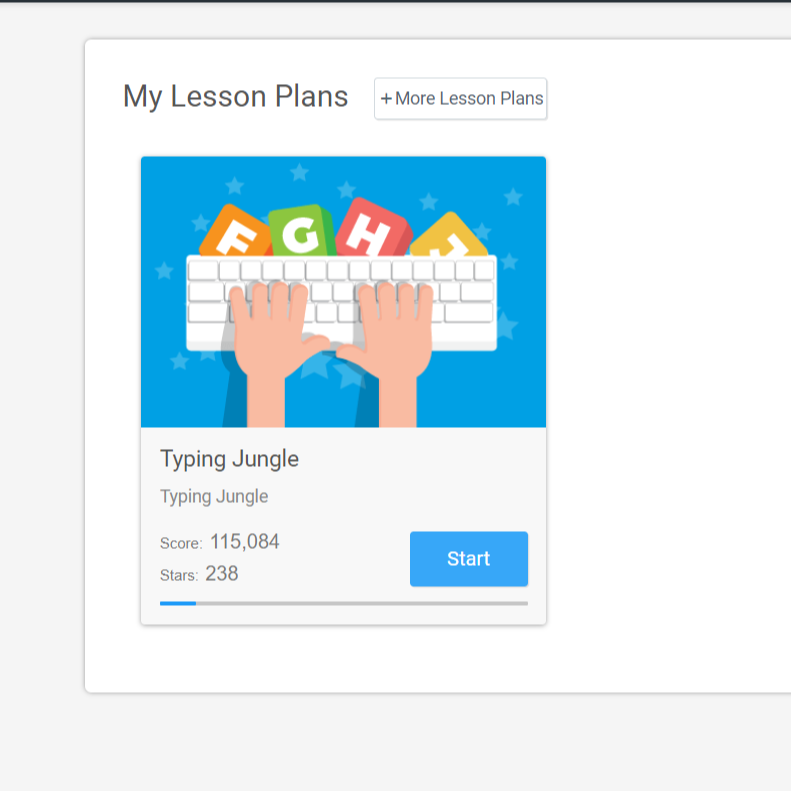 My Lesson Plans
+ More Lesson Plans
F G H J
Typing Jungle
Typing Jungle
Score: 115,084
Stars: 238
Start